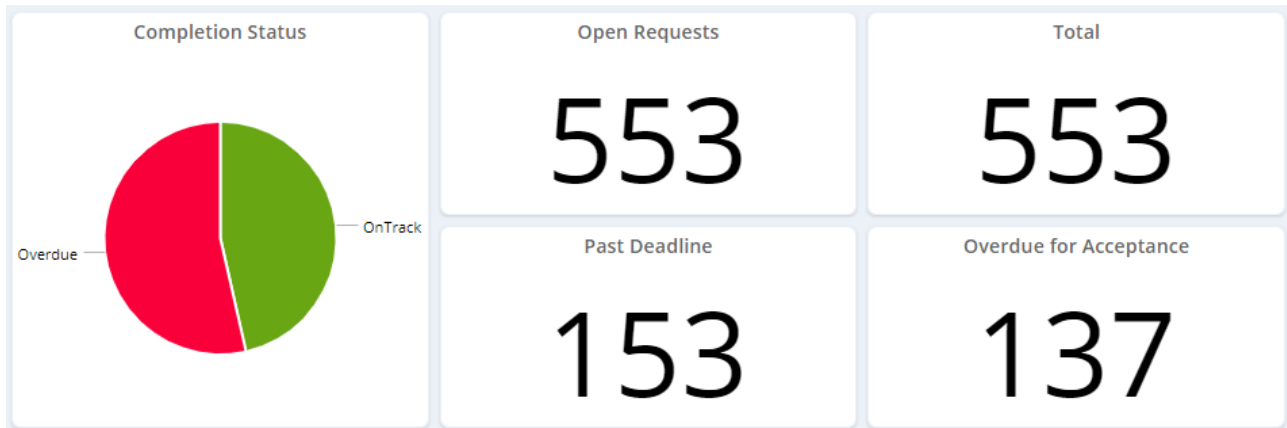 Completion Status
OnTrack
Overdue
Open Requests
553
Total
553
Past Deadline
153
Overdue for Acceptance
137